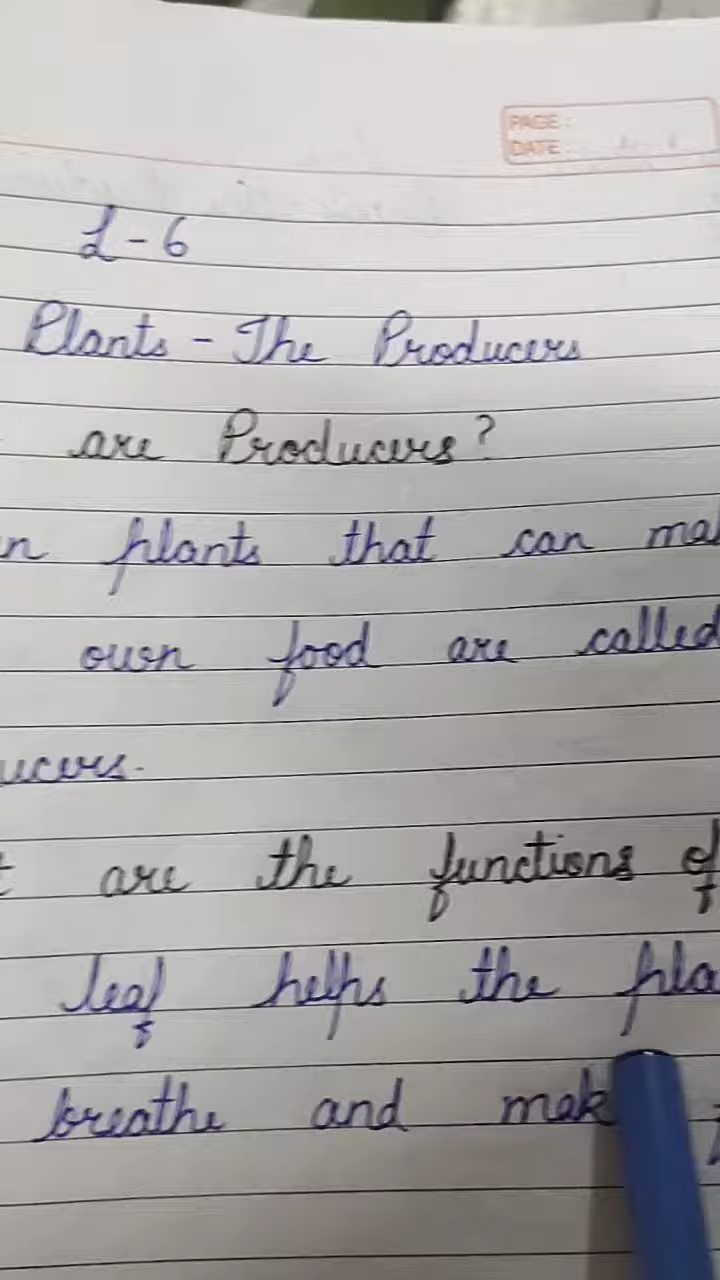 PAGE:
DATE:
L-6
Plants - The Producers
are Producers?
n plants that can ma
own food are called
ucers.
t are the functions of
leaf helps the pla
breathe and mak